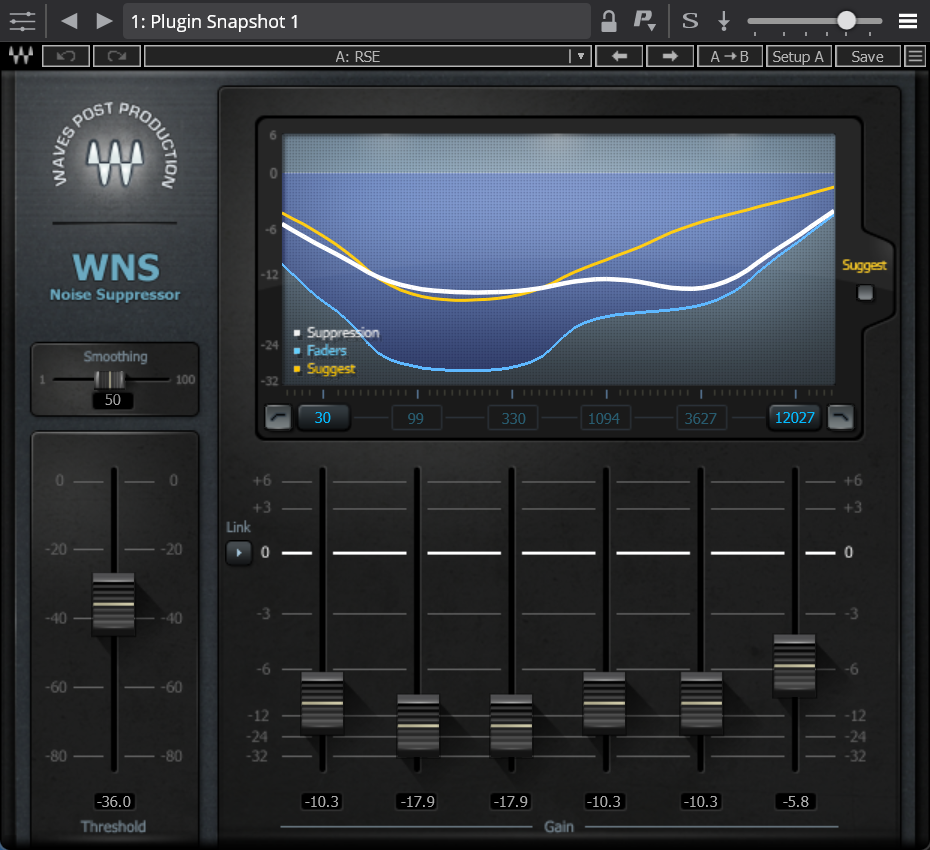 1: Plugin Snapshot 1
P S
A: RSE
A→B Setup A Save
WAVES POST PRODUCTION
WNS
Noise Suppressor
Smoothing
1 100
50
6
0
-6
-12
-24
-32
Suggest
Suppression
Faders
Suggest
30 99 330 1094 3627 12027
0 0
-20 -20
-40 -40
-60 -60
-80 -80
-36.0
Threshold
+6 +6
+3 +3
Link
0 0
-3 -3
-6 -6
-12 -12
-24 -24
-32 -32
-10.3 -17.9 -17.9 -10.3 -10.3 -5.8
Gain